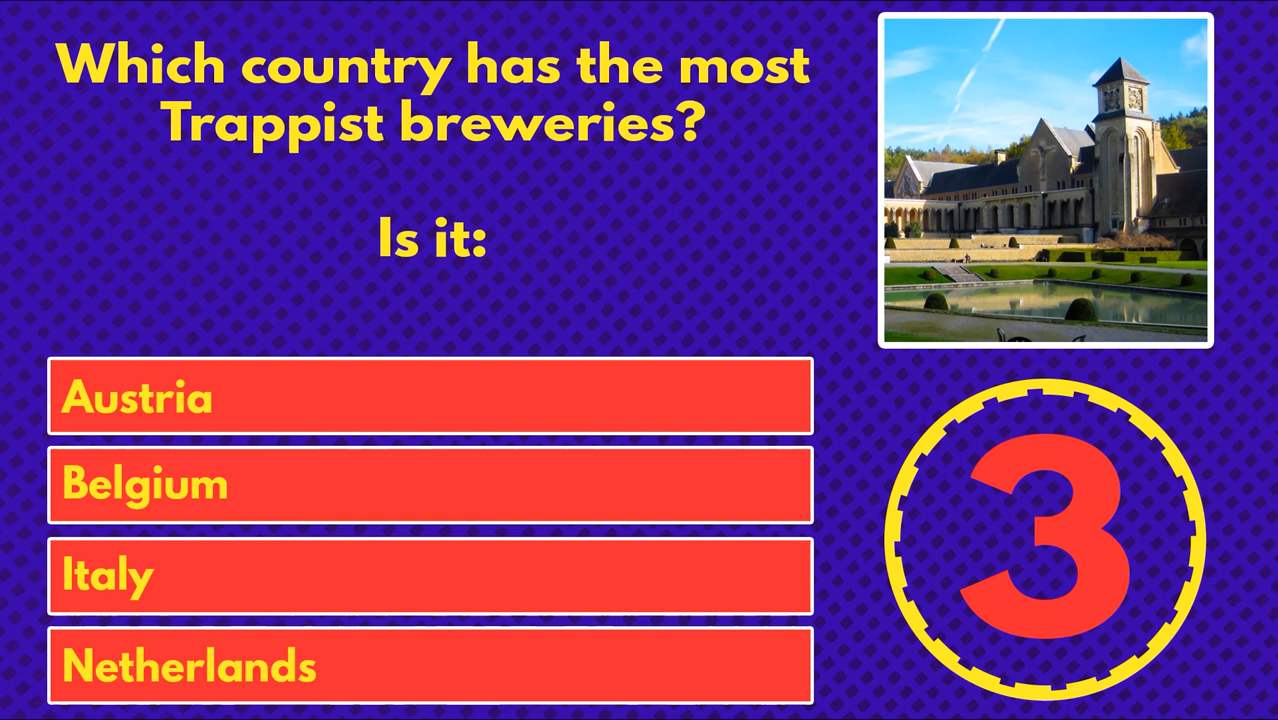 Which country has the most
Trappist breweries?
Is it:
Austria
Belgium
Italy
Netherlands
3